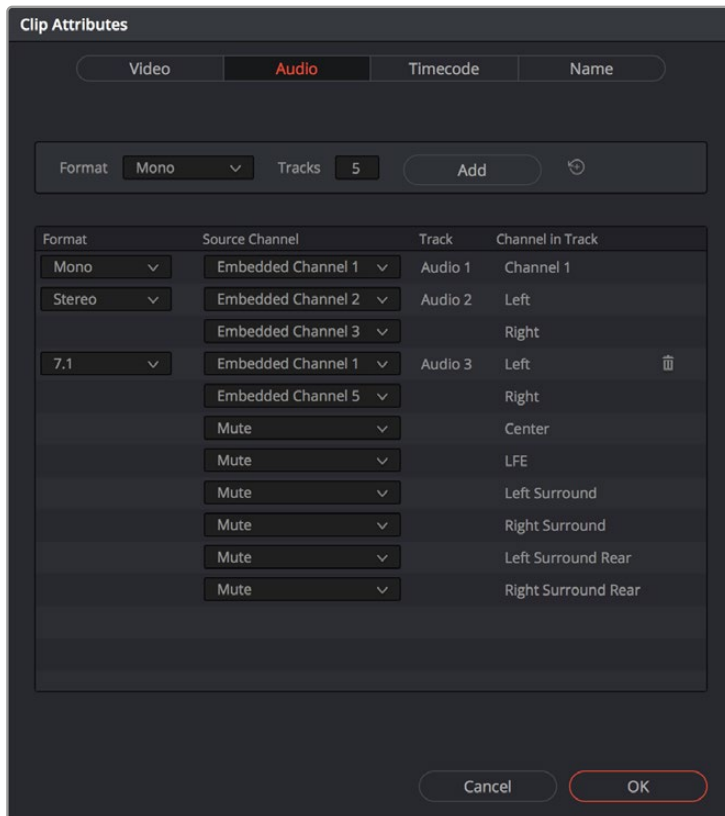 Clip Attributes
Video Audio Timecode Name
Format Mono Tracks 5 Add
Format Source Channel Track Channel in Track
Mono Embedded Channel 1 Audio 1 Channel 1
Stereo Embedded Channel 2 Audio 2 Left
Embedded Channel 3 Right
7.1 Embedded Channel 1 Audio 3 Left
Embedded Channel 5 Right
Mute Center
Mute LFE
Mute Left Surround
Mute Right Surround
Mute Left Surround Rear
Mute Right Surround Rear
Cancel OK